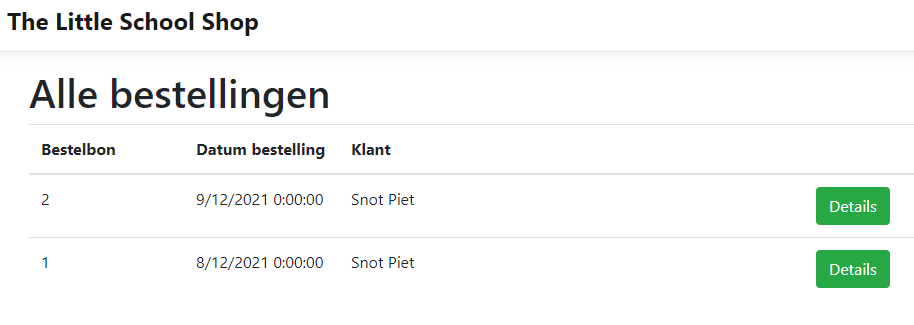 The Little School Shop
Alle bestellingen
Bestelbon Datum bestelling Klant
2 9/12/2021 0:00:00 Snot Piet Details
1 8/12/2021 0:00:00 Snot Piet Details